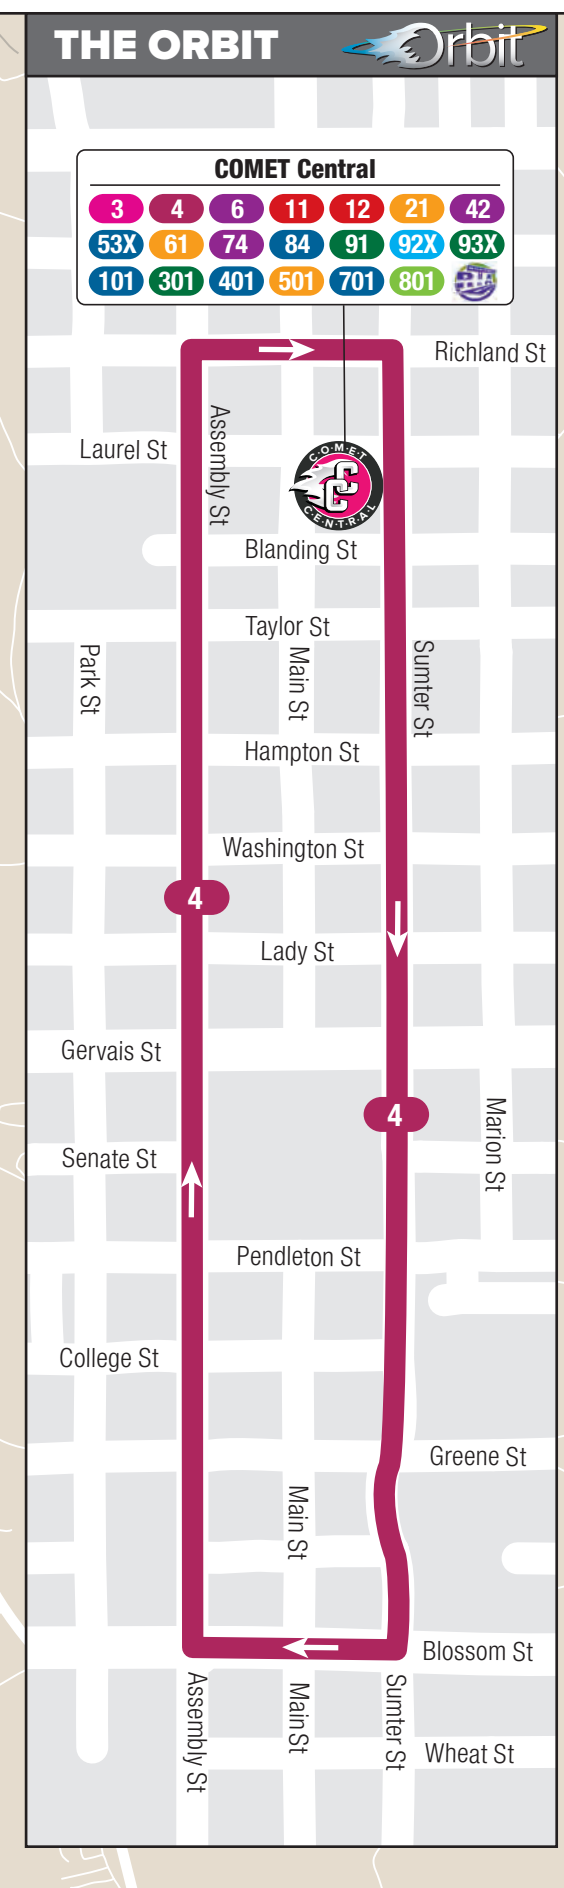 THE ORBIT
Orbit
COMET Central
3 4 6 11 12 21 42
53X 61 74 84 91 92X 93X
101 301 401 501 701 801
Richland St
Assembly St
Laurel St
C·O·M·E·T
CC
C·E·N·T·R·A·L
Blanding St
Taylor St
Park St
Main St
Sumter St
Hampton St
Washington St
4
Lady St
Gervais St
4
Marion St
Senate St
Pendleton St
College St
Greene St
Main St
Blossom St
Assembly St
Main St
Sumter St
Wheat St